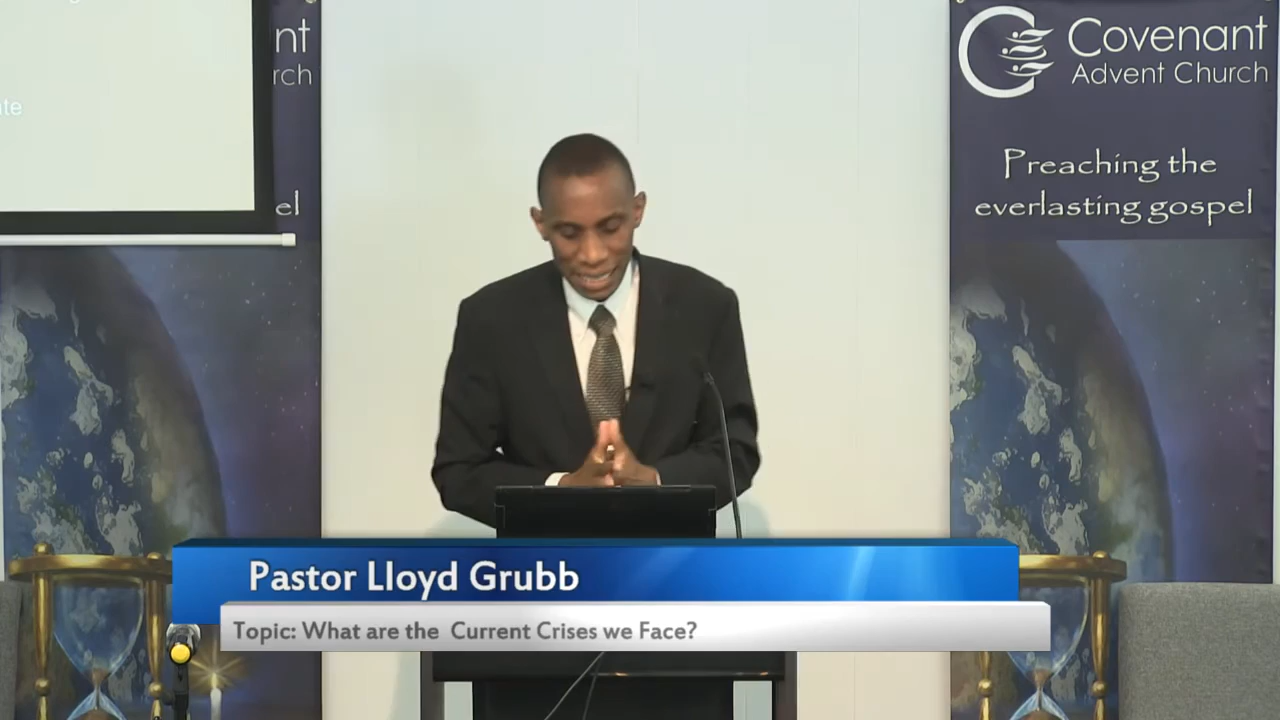 nt
rch
te
el
Covenant
Advent Church
Preaching the
everlasting gospel
Pastor Lloyd Grubb
Topic: What are the  Current Crises we Face?